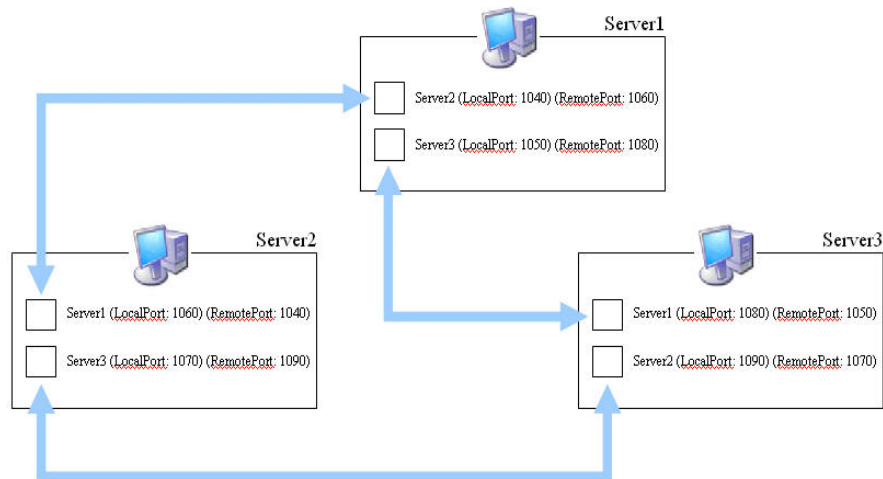 Server1
Server2 (LocalPort: 1040) (RemotePort: 1060)
Server3 (LocalPort: 1050) (RemotePort: 1080)
Server2
Server1 (LocalPort: 1060) (RemotePort: 1040)
Server3 (LocalPort: 1070) (RemotePort: 1090)
Server3
Server1 (LocalPort: 1080) (RemotePort: 1050)
Server2 (LocalPort: 1090) (RemotePort: 1070)